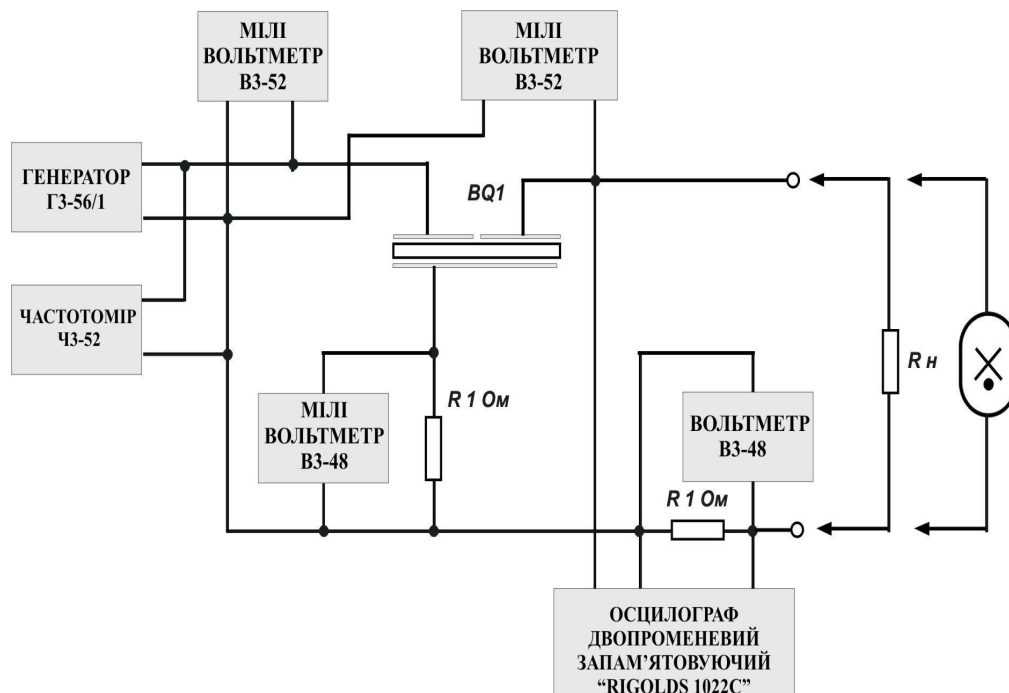 МІЛІ
ВОЛЬТМЕТР
В3-52
МІЛІ
ВОЛЬТМЕТР
В3-52
ГЕНЕРАТОР
Г3-56/1
BQ1
ЧАСТОТОМІР
Ч3-52
R н
R 1 Ом
МІЛІ
ВОЛЬТМЕТР
В3-48
ВОЛЬТМЕТР
В3-48
R 1 Ом
ОСЦИЛОГРАФ
ДВОПРОМЕНЕВИЙ
ЗАПАМ’ЯТОВУЮЧИЙ
“RIGOLDS 1022C”